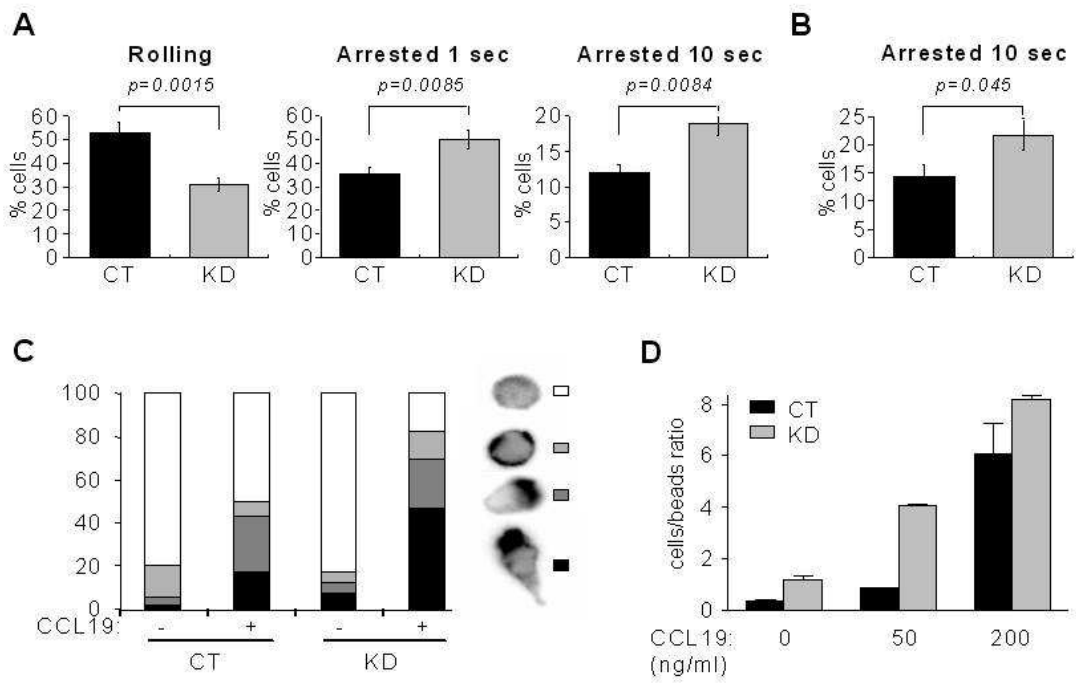 A
Rolling
p=0.0015
% cells
60
50
40
30
20
10
0
CT KD
Arrested 1 sec
p=0.0085
% cells
60
50
40
30
20
10
0
CT KD
Arrested 10 sec
p=0.0084
% cells
20
15
10
5
0
CT KD
B
Arrested 10 sec
p=0.045
% cells
25
20
15
10
5
0
CT KD
C
100
80
60
40
20
0
CCL19: - + - +
CT KD
D
CT
KD
cells/beads ratio
8
6
4
2
0
CCL19: 0 50 200
(ng/ml)